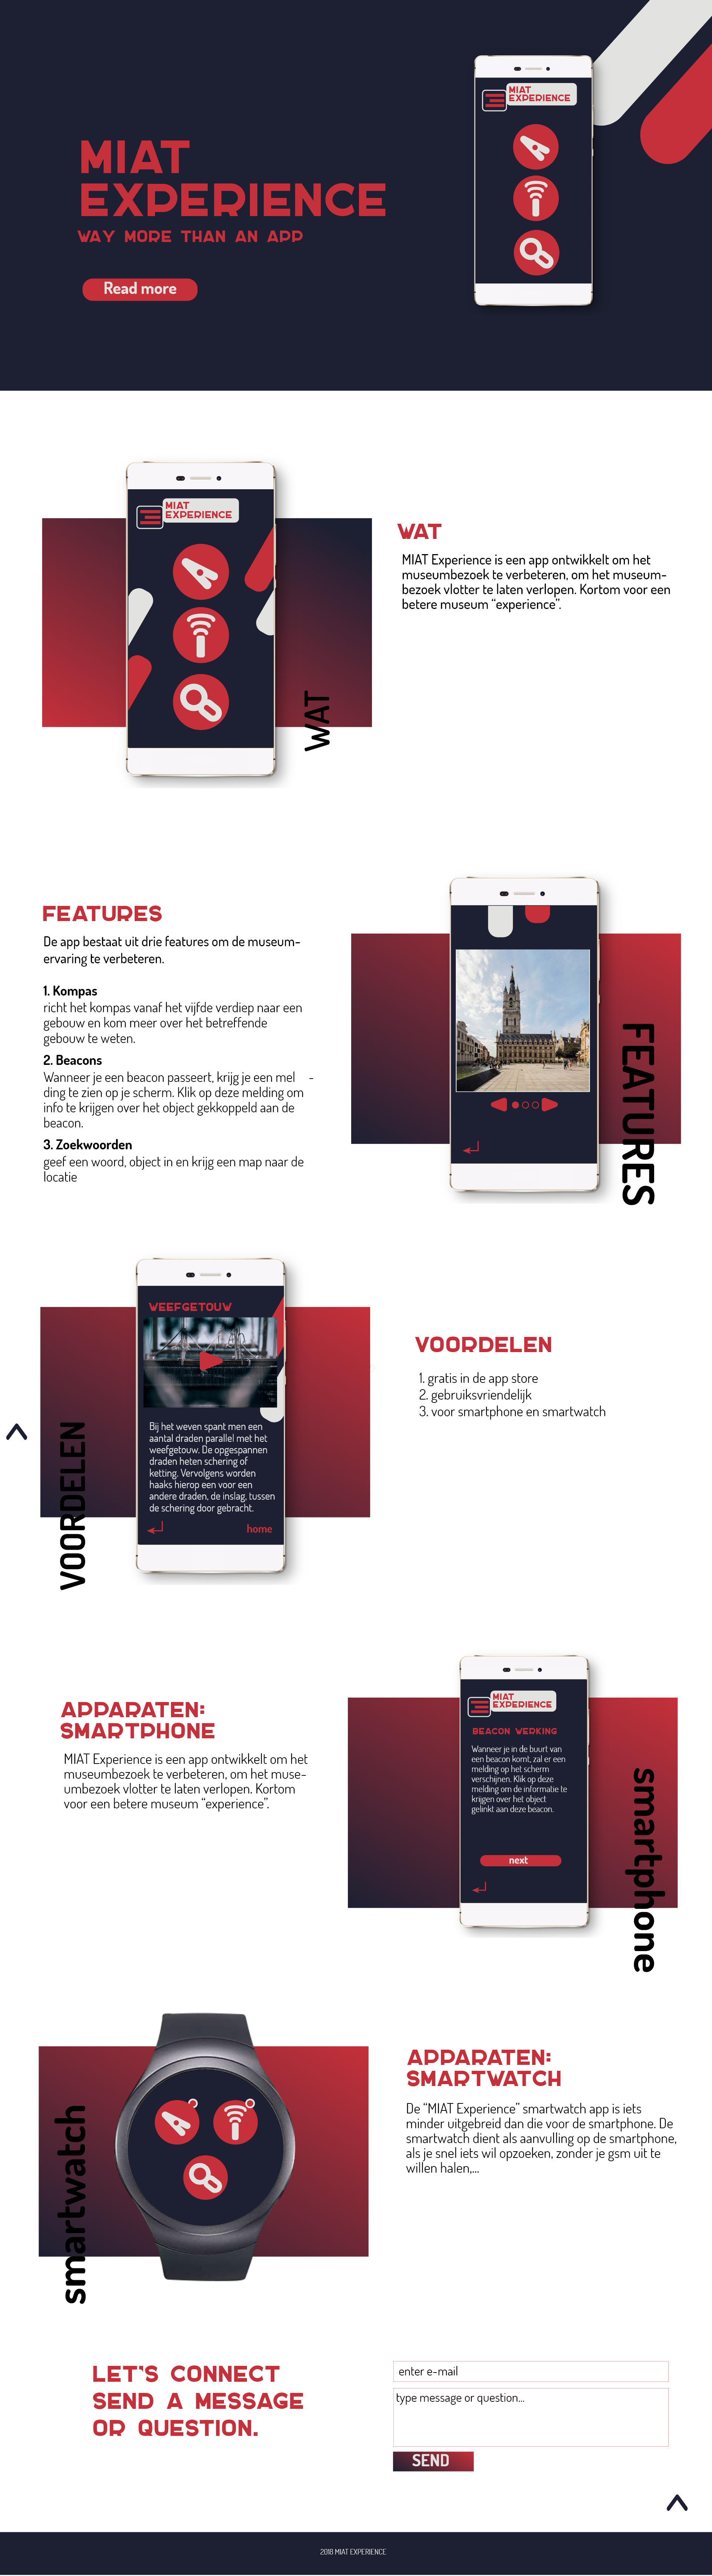 MIAT
EXPERIENCE
WAY MORE THAN AN APP
Read more
MIAT
EXPERIENCE
MIAT
EXPERIENCE
WAT
WAT
MIAT Experience is een app ontwikkelt om het
museumbezoek te verbeteren, om het museum-
bezoek vlotter te laten verlopen. Kortom voor een
betere museum “experience”.
FEATURES
De app bestaat uit drie features om de museum-
ervaring te verbeteren.
1. Kompas
richt het kompas vanaf het vijfde verdiep naar een
gebouw en kom meer over het betreffende
gebouw te weten.
2. Beacons
Wanneer je een beacon passeert, krijg je een mel -
ding te zien op je scherm. Klik op deze melding om
info te krijgen over het object gekkoppeld aan de
beacon.
3. Zoekwoorden
geef een woord, object in en krijg een map naar de
locatie
FEATURES
WEEFGETOUW
Bij het weven spant men een
aantal draden parallel met het
weefgetouw. De opgespannen
draden heten schering of
ketting. Vervolgens worden
haaks hierop een voor een
andere draden, de inslag, tussen
de schering door gebracht.
home
VOORDELEN
VOORDELEN
1. gratis in de app store
2. gebruiksvriendelijk
3. voor smartphone en smartwatch
APPARATEN:
SMARTPHONE
MIAT Experience is een app ontwikkelt om het
museumbezoek te verbeteren, om het muse-
umbezoek vlotter te laten verlopen. Kortom
voor een betere museum “experience”.
MIAT
EXPERIENCE
BEACON WERKING
Wanneer je in de buurt van
een beacon komt, zal er een
melding op het scherm
verschijnen. Klik op deze
melding om de informatie te
krijgen over het object
gelinkt aan deze beacon.
next
smartphone
smartwatch
APPARATEN:
SMARTWATCH
De “MIAT Experience” smartwatch app is iets
minder uitgebreid dan die voor de smartphone. De
smartwatch dient als aanvulling op de smartphone,
als je snel iets wil opzoeken, zonder je gsm uit te
willen halen,...
LET'S CONNECT
SEND A MESSAGE
OR QUESTION.
enter e-mail
type message or question...
SEND
2018 MIAT EXPERIENCE